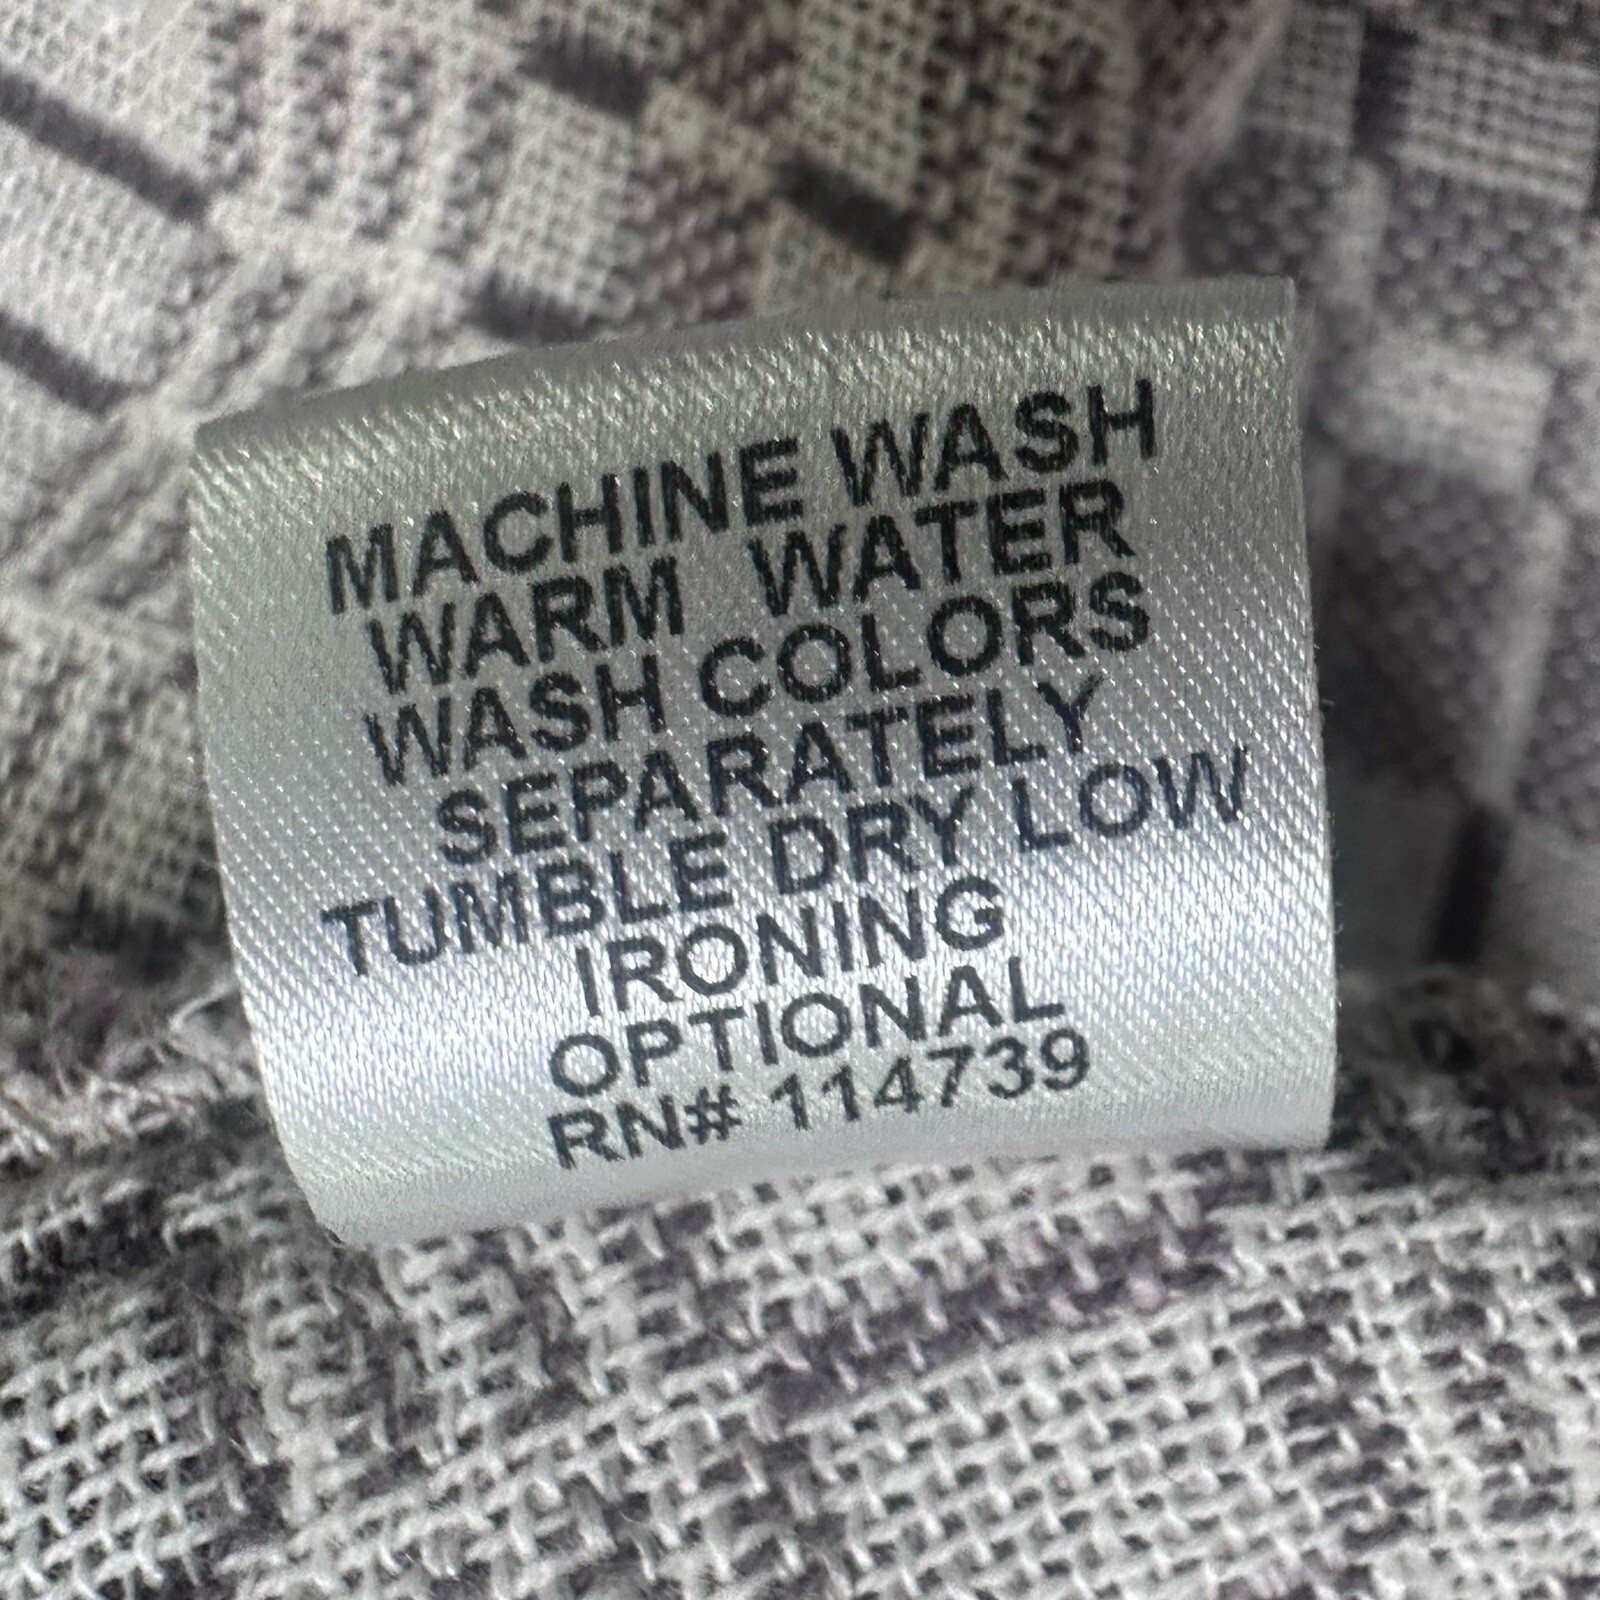 MACHINE WASH
WARM WATER
WASH COLORS
SEPARATELY
TUMBLE DRY LOW
IRONING
OPTIONAL
RN# 114739